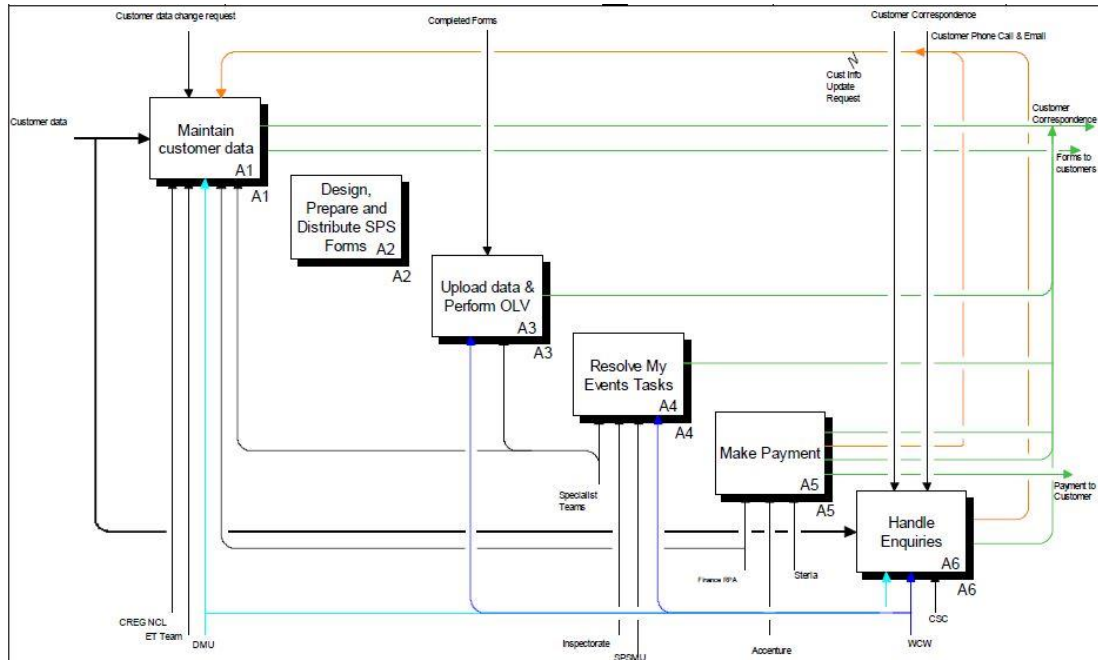 Customer data change request
Completed Forms
Customer Correspondence
Customer Phone Call & Email
Cust Info
Update
Request
Customer
Correspondence
Customer data
Maintain
customer data
A1
A1
Forms to
customers
Design,
Prepare and
Distribute SPS
Forms
A2
A2
Upload data &
Perform OLV
A3
A3
Resolve My
Events Tasks
A4
A4
Make Payment
A5
A5
Payment to
Customer
Specialist
Teams
Handle
Enquiries
A6
A6
Finance RPA
Steria
CREG NCL
ET Team
DMU
Inspectorate
SPSMU
Accenture
WCW
CSC